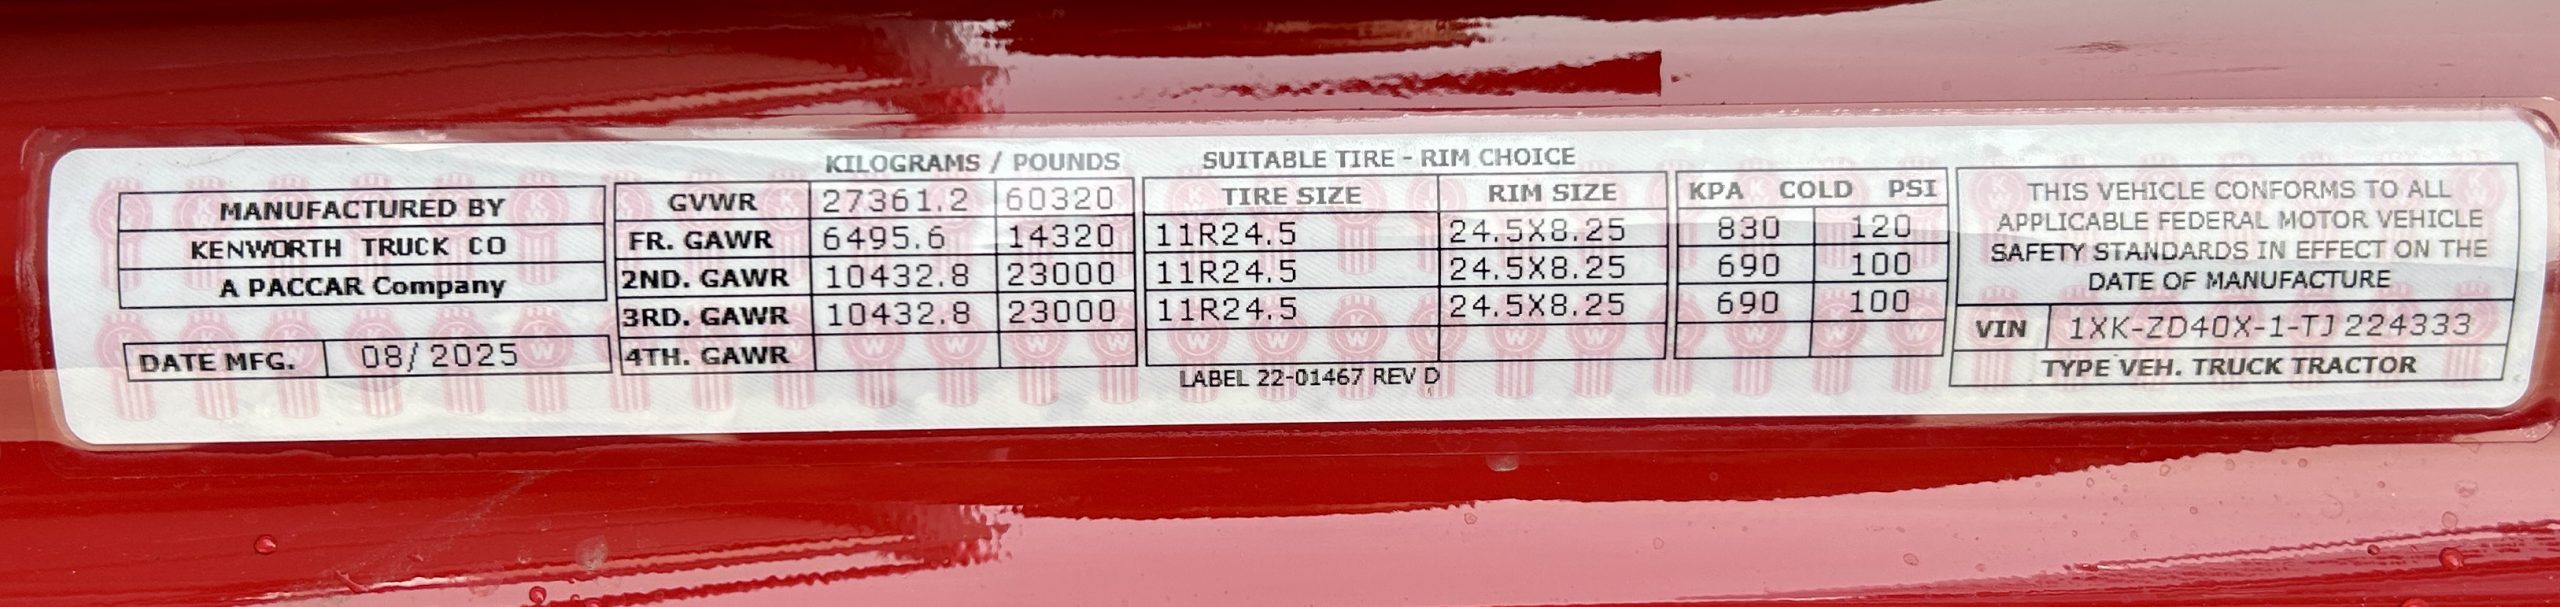 KILOGRAMS / POUNDS SUITABLE TIRE - RIM CHOICE
MANUFACTURED BY
KENWORTH TRUCK CO
A PACCAR Company
DATE MFG. 08/2025
GVWR 27361.2 60320
FR. GAWR 6495.6 14320
2ND. GAWR 10432.8 23000
3RD. GAWR 10432.8 23000
4TH. GAWR
TIRE SIZE RIM SIZE
11R24.5 24.5X8.25
11R24.5 24.5X8.25
11R24.5 24.5X8.25
LABEL 22-01467 REV D
KPA COLD PSI
830 120
690 100
690 100
THIS VEHICLE CONFORMS TO ALL
APPLICABLE FEDERAL MOTOR VEHICLE
SAFETY STANDARDS IN EFFECT ON THE
DATE OF MANUFACTURE
VIN 1XK-ZD40X-1-TJ224333
TYPE VEH. TRUCK TRACTOR